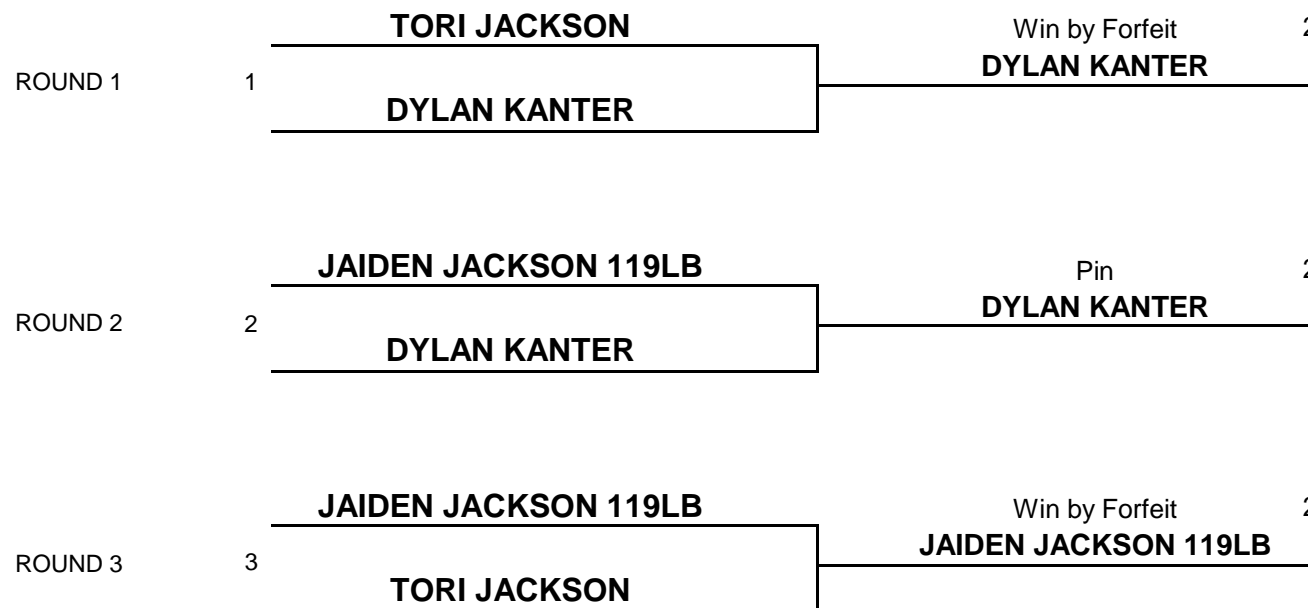 TORI JACKSON
Win by Forfeit
DYLAN KANTER
ROUND 1
1
DYLAN KANTER
JAIDEN JACKSON 119LB
Pin
DYLAN KANTER
ROUND 2
2
DYLAN KANTER
JAIDEN JACKSON 119LB
Win by Forfeit
JAIDEN JACKSON 119LB
ROUND 3
3
TORI JACKSON